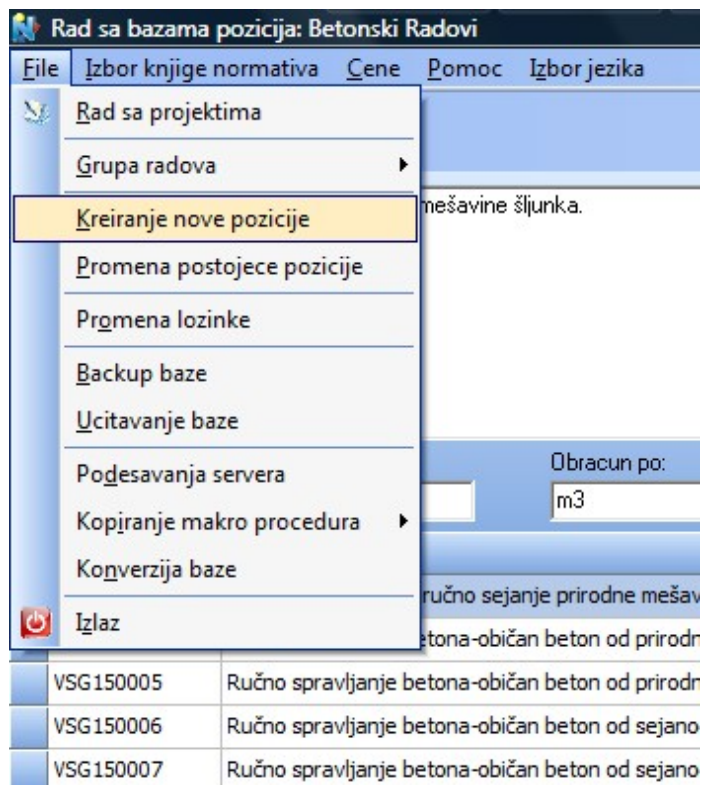 Rad sa bazama pozicija: Betonski Radovi
File Izbor knjige normativa Cene Pomoc Izbor jezika
Rad sa projektima
Grupa radova
Kreiranje nove pozicije
mešavine šljunka.
Promena postojece pozicije
Promena lozinke
Backup baze
Ucitavanje baze
Podesavanja servera
Obracun po:
m3
Kopiranje makro procedura
Konverzija baze
ručno sejanje prirodne mešav
Izlaz
etona-običan beton od prirodn
VSG150005 Ručno spravljanje betona-običan beton od prirodn
VSG150006 Ručno spravljanje betona-običan beton od sejano
VSG150007 Ručno spravljanje betona-običan beton od sejano